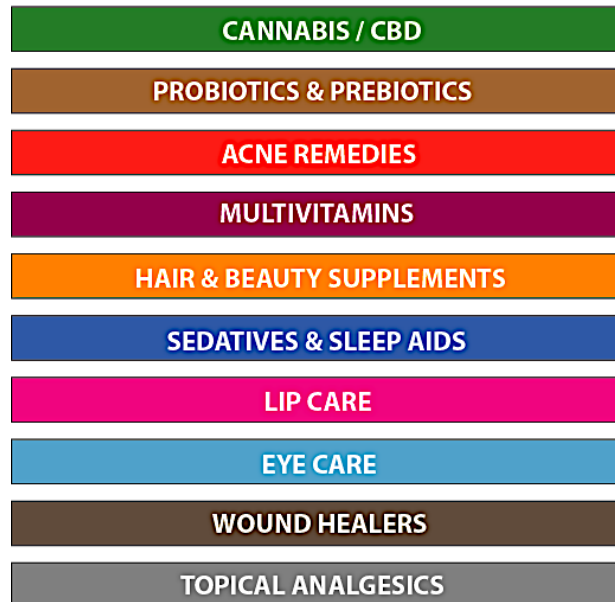 CANNABIS / CBD
PROBIOTICS & PREBIOTICS
ACNE REMEDIES
MULTIVITAMINS
HAIR & BEAUTY SUPPLEMENTS
SEDATIVES & SLEEP AIDS
LIP CARE
EYE CARE
WOUND HEALERS
TOPICAL ANALGESICS